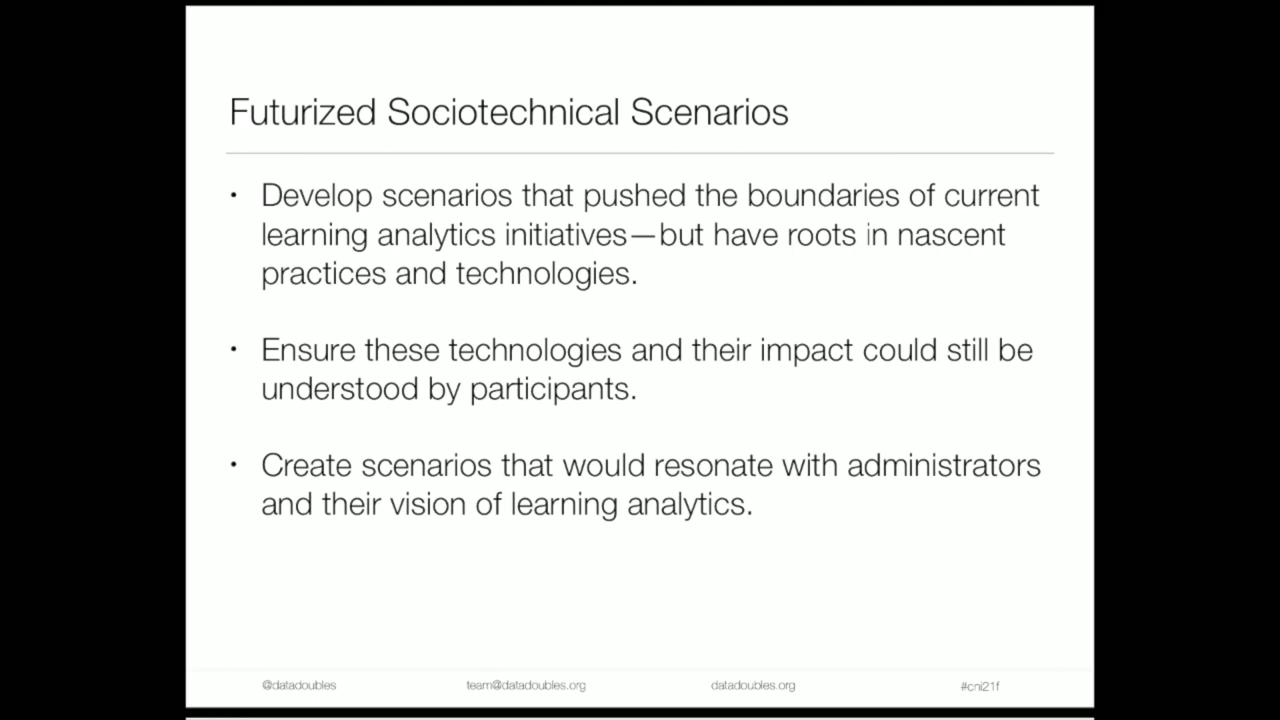 Futurized Sociotechnical Scenarios
• Develop scenarios that pushed the boundaries of current
learning analytics initiatives—but have roots in nascent
practices and technologies.
• Ensure these technologies and their impact could still be
understood by participants.
• Create scenarios that would resonate with administrators
and their vision of learning analytics.
@datadoubles team@datadoubles.org datadoubles.org #cni21f